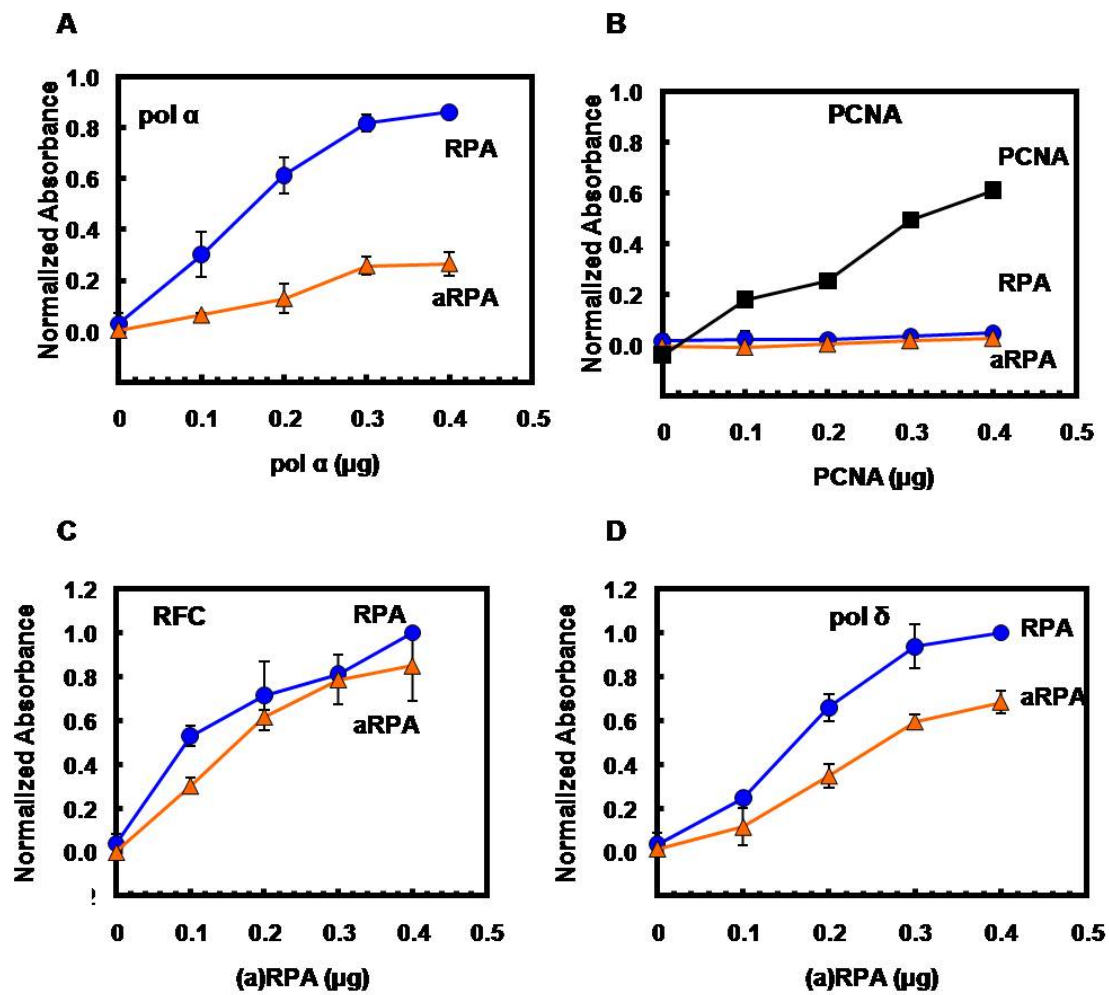 A
Normalized Absorbance
1.0
0.8
0.6
0.4
0.2
0.0
pol α
RPA
aRPA
0 0.1 0.2 0.3 0.4 0.5
pol α (µg)
B
Normalized Absorbance
1.0
0.8
0.6
0.4
0.2
0.0
PCNA
PCNA
RPA
aRPA
0 0.1 0.2 0.3 0.4 0.5
PCNA (µg)
C
Normalized Absorbance
1.2
1.0
0.8
0.6
0.4
0.2
0.0
RFC
RPA
aRPA
0 0.1 0.2 0.3 0.4 0.5
(a)RPA (µg)
D
Normalized Absorbance
1.2
1.0
0.8
0.6
0.4
0.2
0.0
pol δ
RPA
aRPA
0 0.1 0.2 0.3 0.4 0.5
(a)RPA (µg)